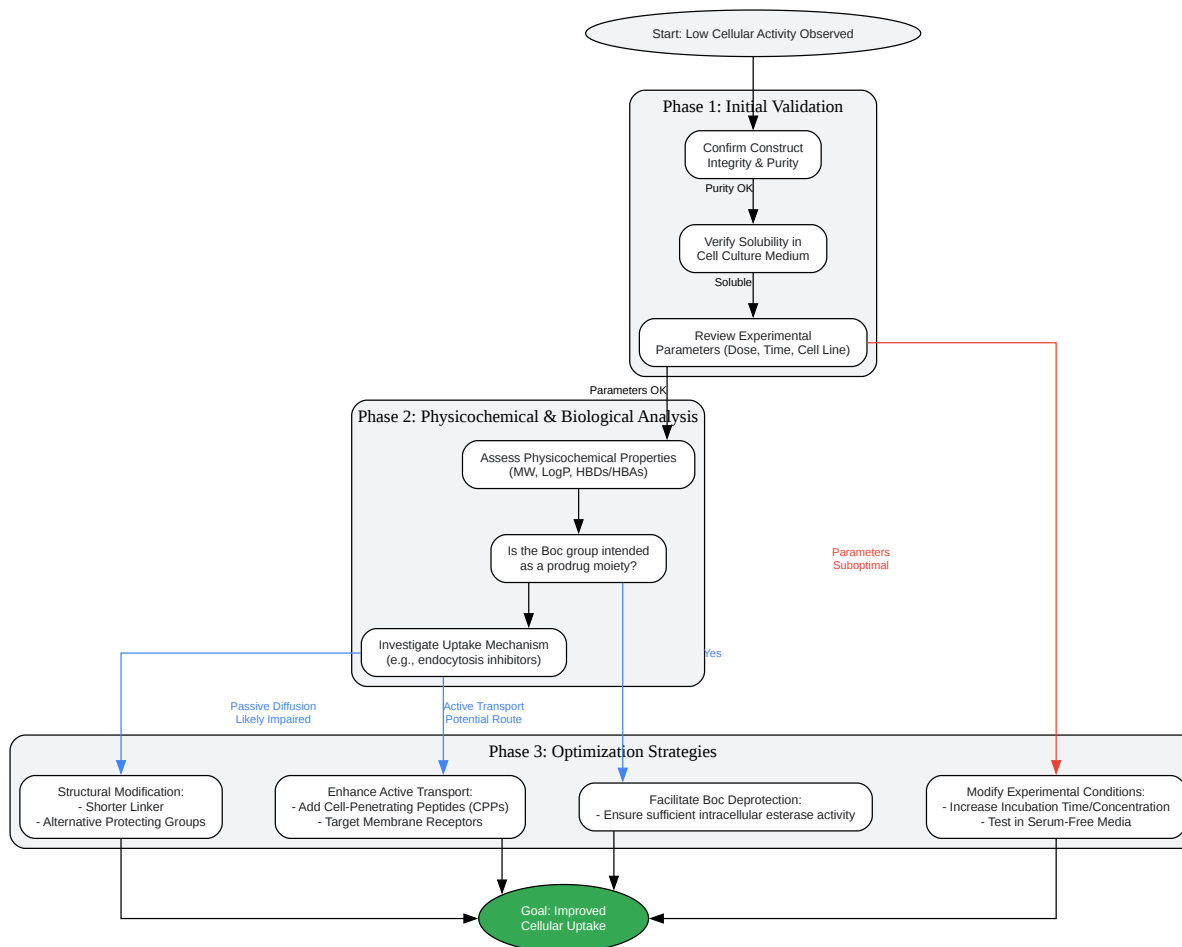 Start: Low Cellular Activity Observed
Phase 1: Initial Validation
Confirm Construct
Integrity & Purity
Purity OK
Verify Solubility in
Cell Culture Medium
Soluble
Review Experimental
Parameters (Dose, Time, Cell Line)
Parameters OK
Phase 2: Physicochemical & Biological Analysis
Assess Physicochemical Properties
(MW, LogP, HBDs/HBAs)
Is the Boc group intended
as a prodrug moiety?
Parameters
Suboptimal
Investigate Uptake Mechanism
(e.g., endocytosis inhibitors)
Yes
Passive Diffusion
Likely Impaired
Active Transport
Potential Route
Phase 3: Optimization Strategies
Structural Modification:
- Shorter Linker
- Alternative Protecting Groups
Enhance Active Transport:
- Add Cell-Penetrating Peptides (CPPs)
- Target Membrane Receptors
Facilitate Boc Deprotection:
- Ensure sufficient intracellular esterase activity
Modify Experimental Conditions:
- Increase Incubation Time/Concentration
- Test in Serum-Free Media
Goal: Improved
Cellular Uptake